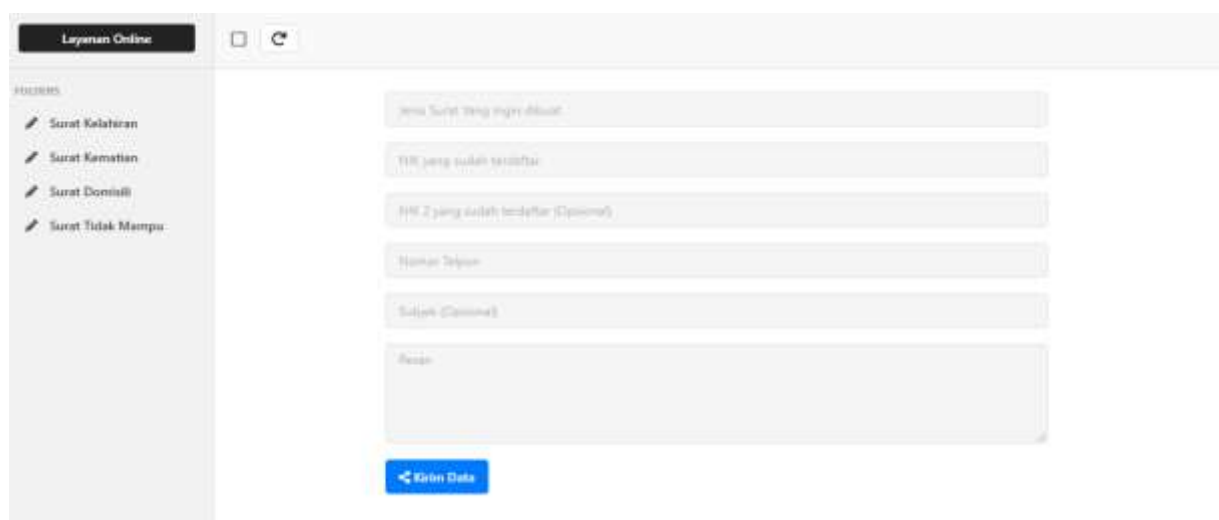 Layanan Online
FOLDERS
Surat Kelahiran
Surat Kematian
Surat Domisili
Surat Tidak Mampu
Jenis Surat Yang ingin dibuat
NIK yang sudah terdaftar
NIK 2 yang sudah terdaftar (Opsional)
Nomor Telpon
Subjek (Opsional)
Pesan
Kirim Data